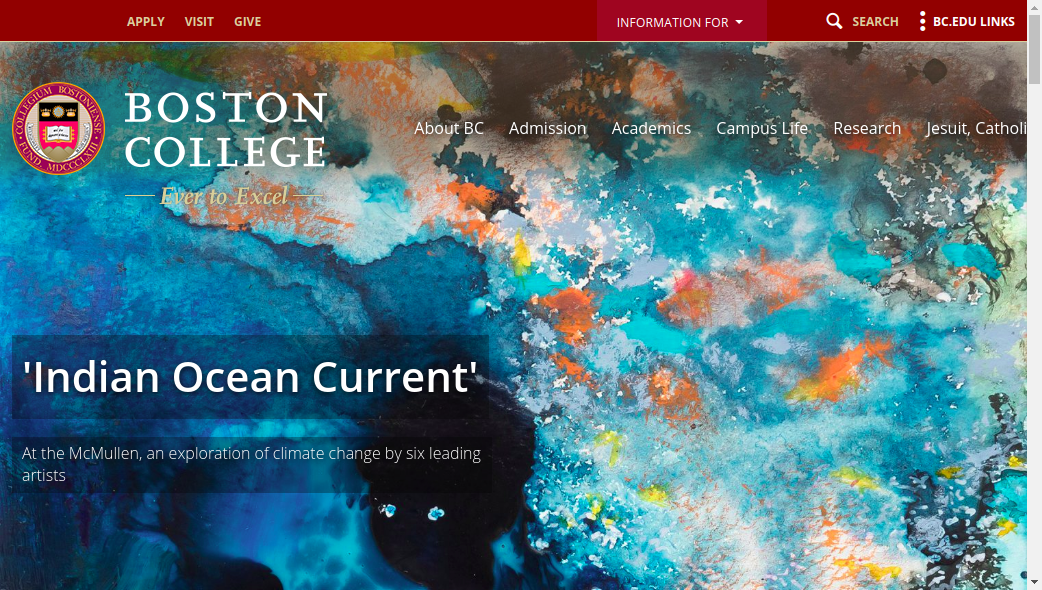 APPLY VISIT GIVE INFORMATION FOR SEARCH BC.EDU LINKS
COLLEGIUM BOSTONIENSE
FUND. MDCCCLXIII
BOSTON
COLLEGE
Ever to Excel
About BC Admission Academics Campus Life Research Jesuit, Catholi
'Indian Ocean Current'
At the McMullen, an exploration of climate change by six leading
artists